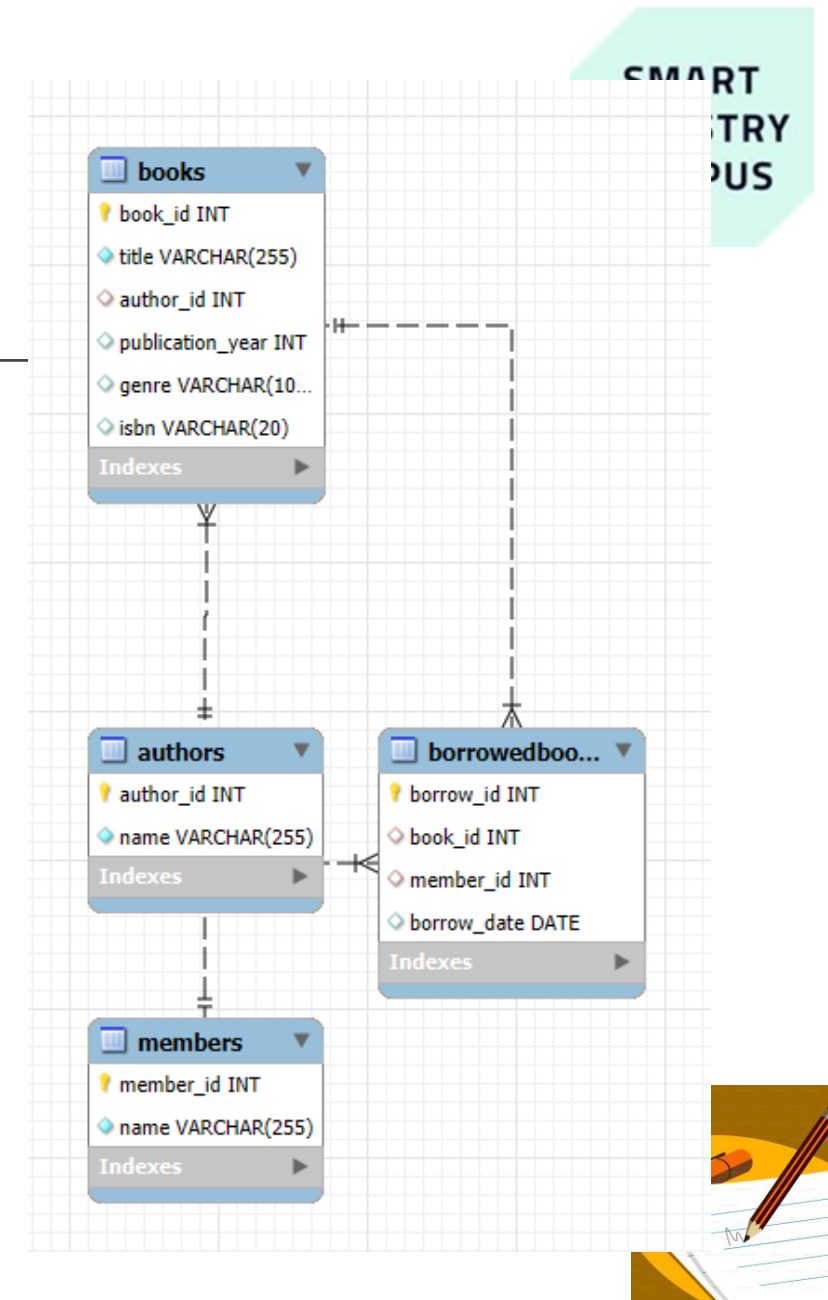 SMART
TRY
PUS
books
book_id INT
title VARCHAR(255)
author_id INT
publication_year INT
genre VARCHAR(10...
isbn VARCHAR(20)
Indexes
authors
author_id INT
name VARCHAR(255)
Indexes
borrowedboo...
borrow_id INT
book_id INT
member_id INT
borrow_date DATE
Indexes
members
member_id INT
name VARCHAR(255)
Indexes